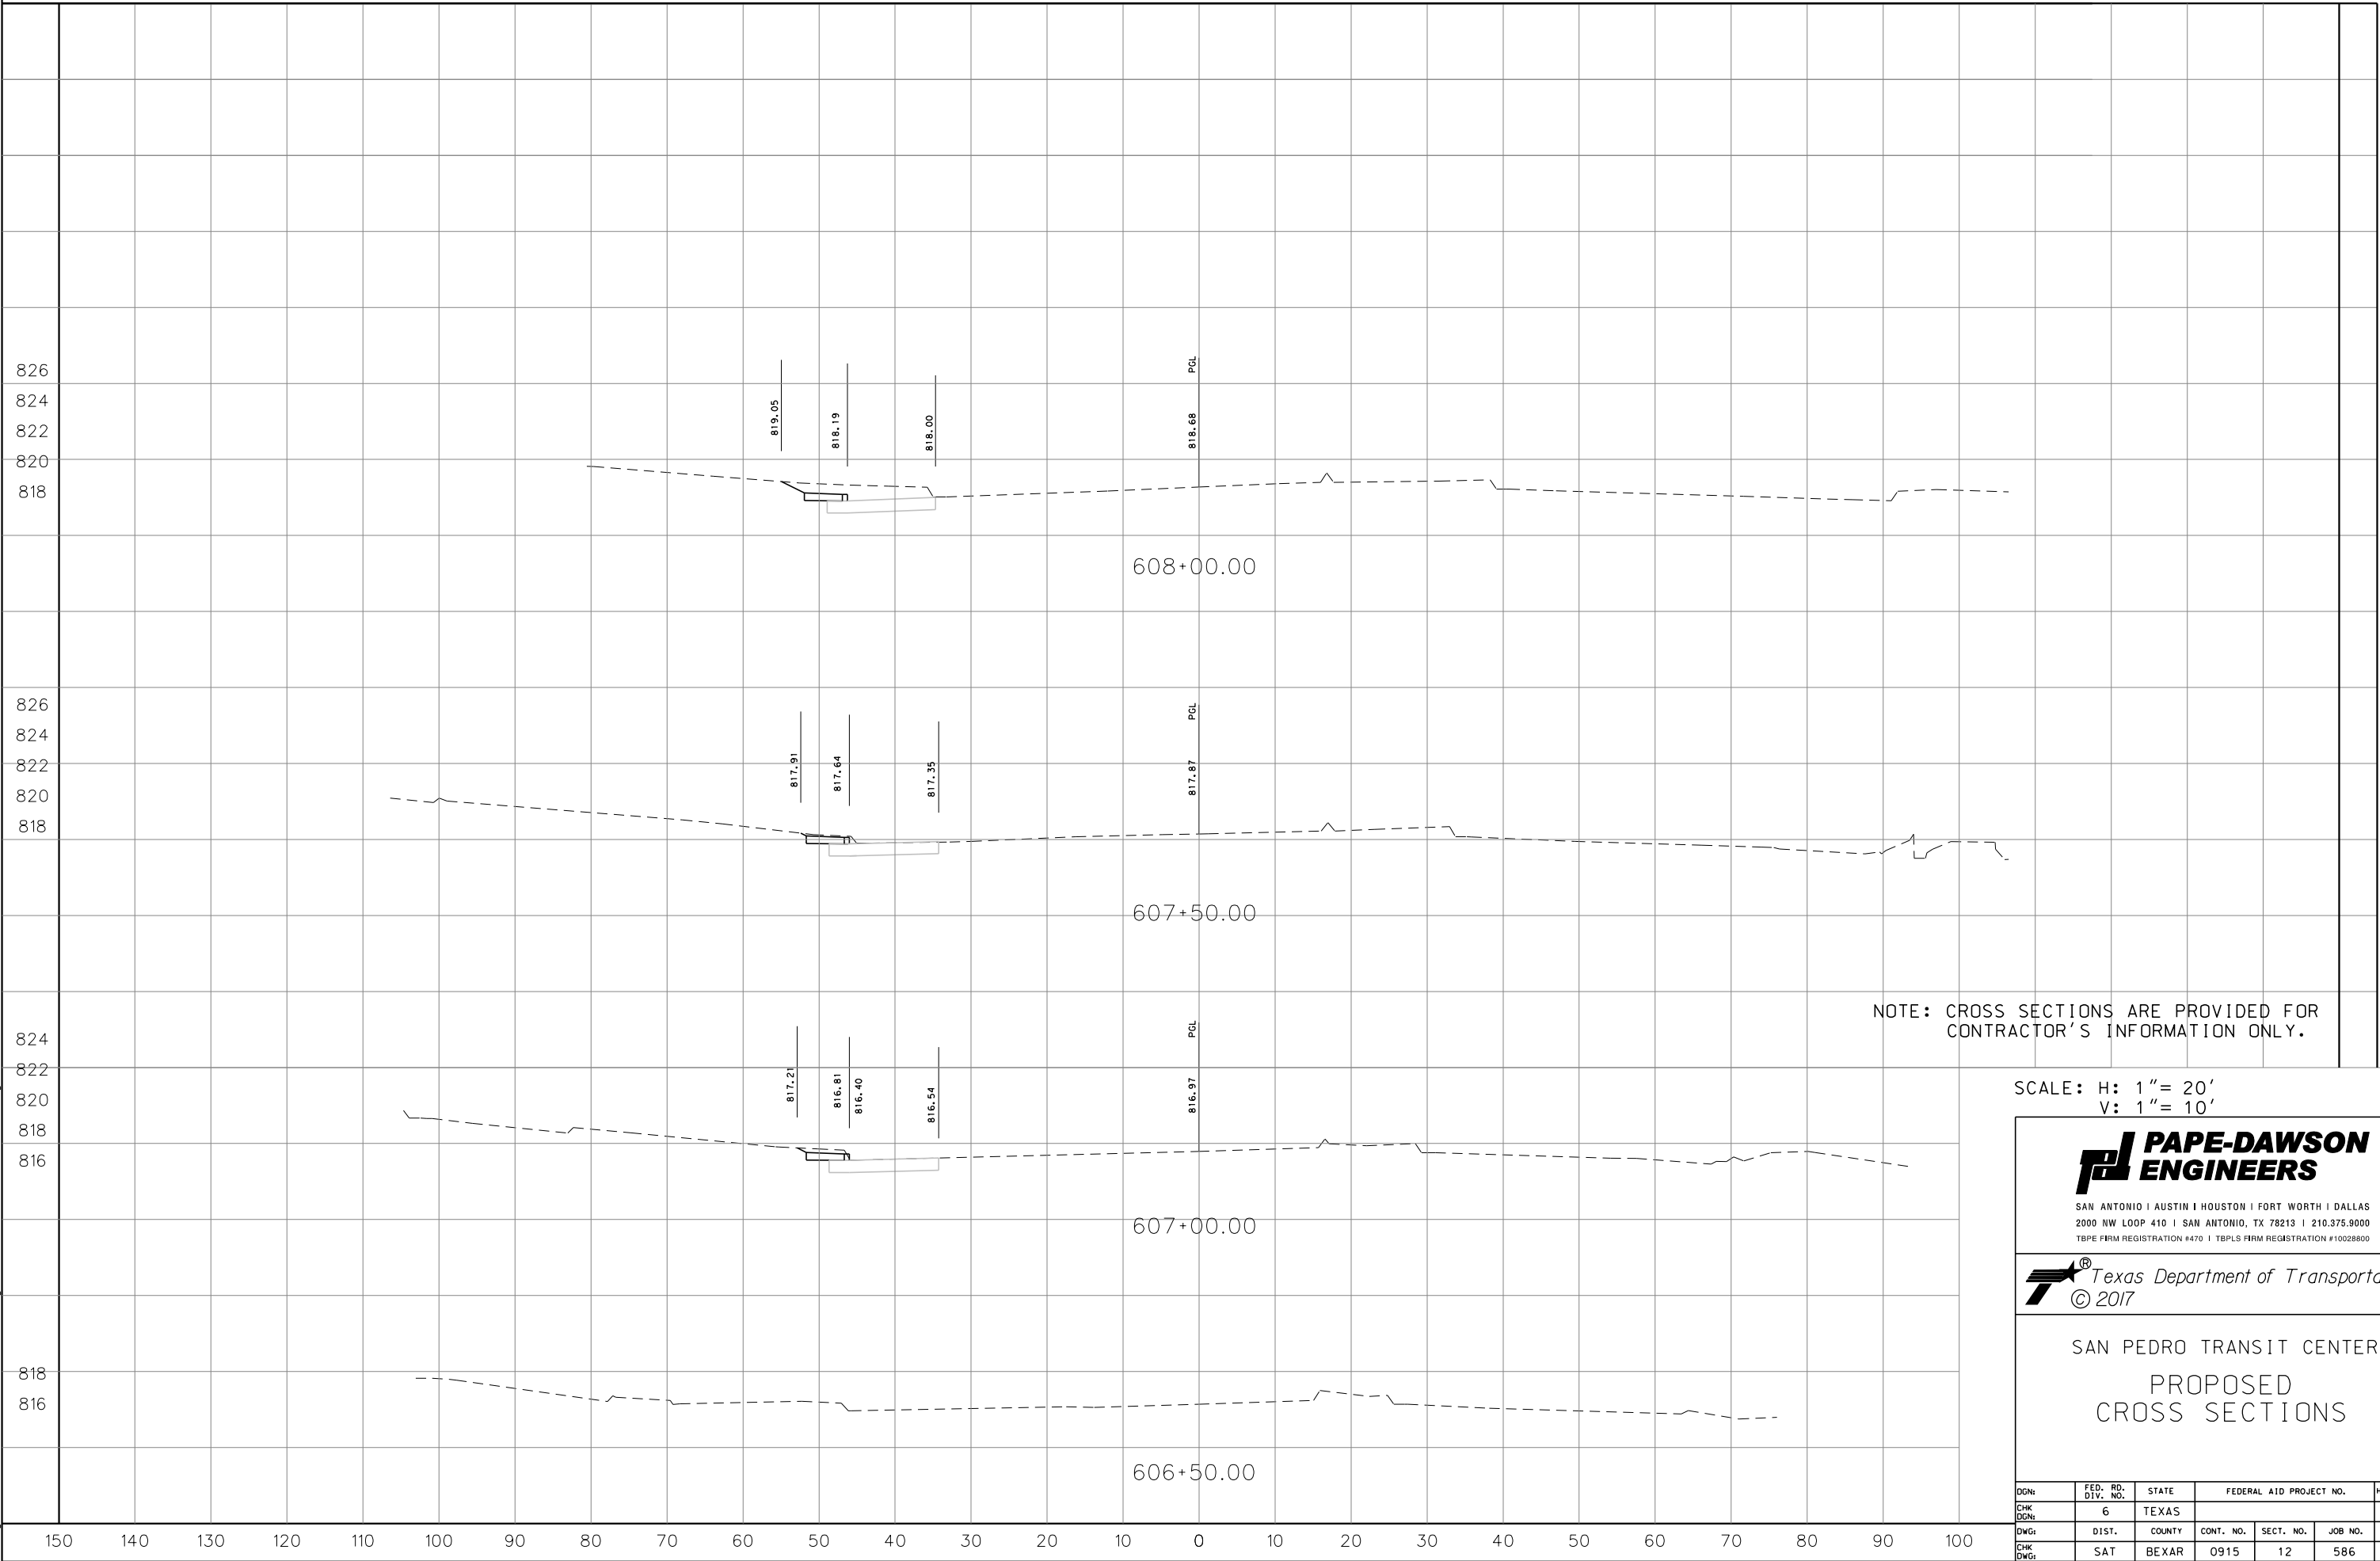 826
824
822
820
818
819.05
818.19
818.00
PGL
818.68
608+00.00
826
824
822
820
818
817.91
817.64
817.35
PGL
817.87
607+50.00
NOTE: CROSS SECTIONS ARE PROVIDED FOR
CONTRACTOR'S INFORMATION ONLY.
824
822
820
818
816
817.21
816.81
816.40
816.54
PGL
816.97
607+00.00
818
816
606+50.00
150 140 130 120 110 100 90 80 70 60 50 40 30 20 10 0 10 20 30 40 50 60 70 80 90 100
SCALE: H: 1"= 20'
V: 1"= 10'
PAPE-DAWSON
ENGINEERS
SAN ANTONIO | AUSTIN | HOUSTON | FORT WORTH | DALLAS
2000 NW LOOP 410 | SAN ANTONIO, TX 78213 | 210.375.9000
TBPE FIRM REGISTRATION #470 | TBPLS FIRM REGISTRATION #10028800
® Texas Department of Transporta
© 2017
SAN PEDRO TRANSIT CENTER
PROPOSED
CROSS SECTIONS
DGN: FED. RD. DIV. NO. STATE FEDERAL AID PROJECT NO.
CHK DGN: 6 TEXAS
DWG: DIST. COUNTY CONT. NO. SECT. NO. JOB NO.
CHK DWG: SAT BEXAR 0915 12 586